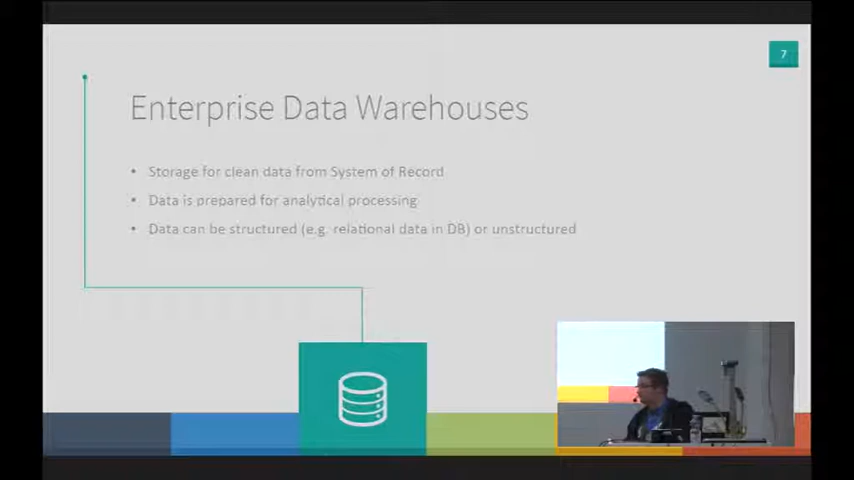 7
Enterprise Data Warehouses
• Storage for clean data from System of Record
• Data is prepared for analytical processing
• Data can be structured (e.g. relational data in DB) or unstructured